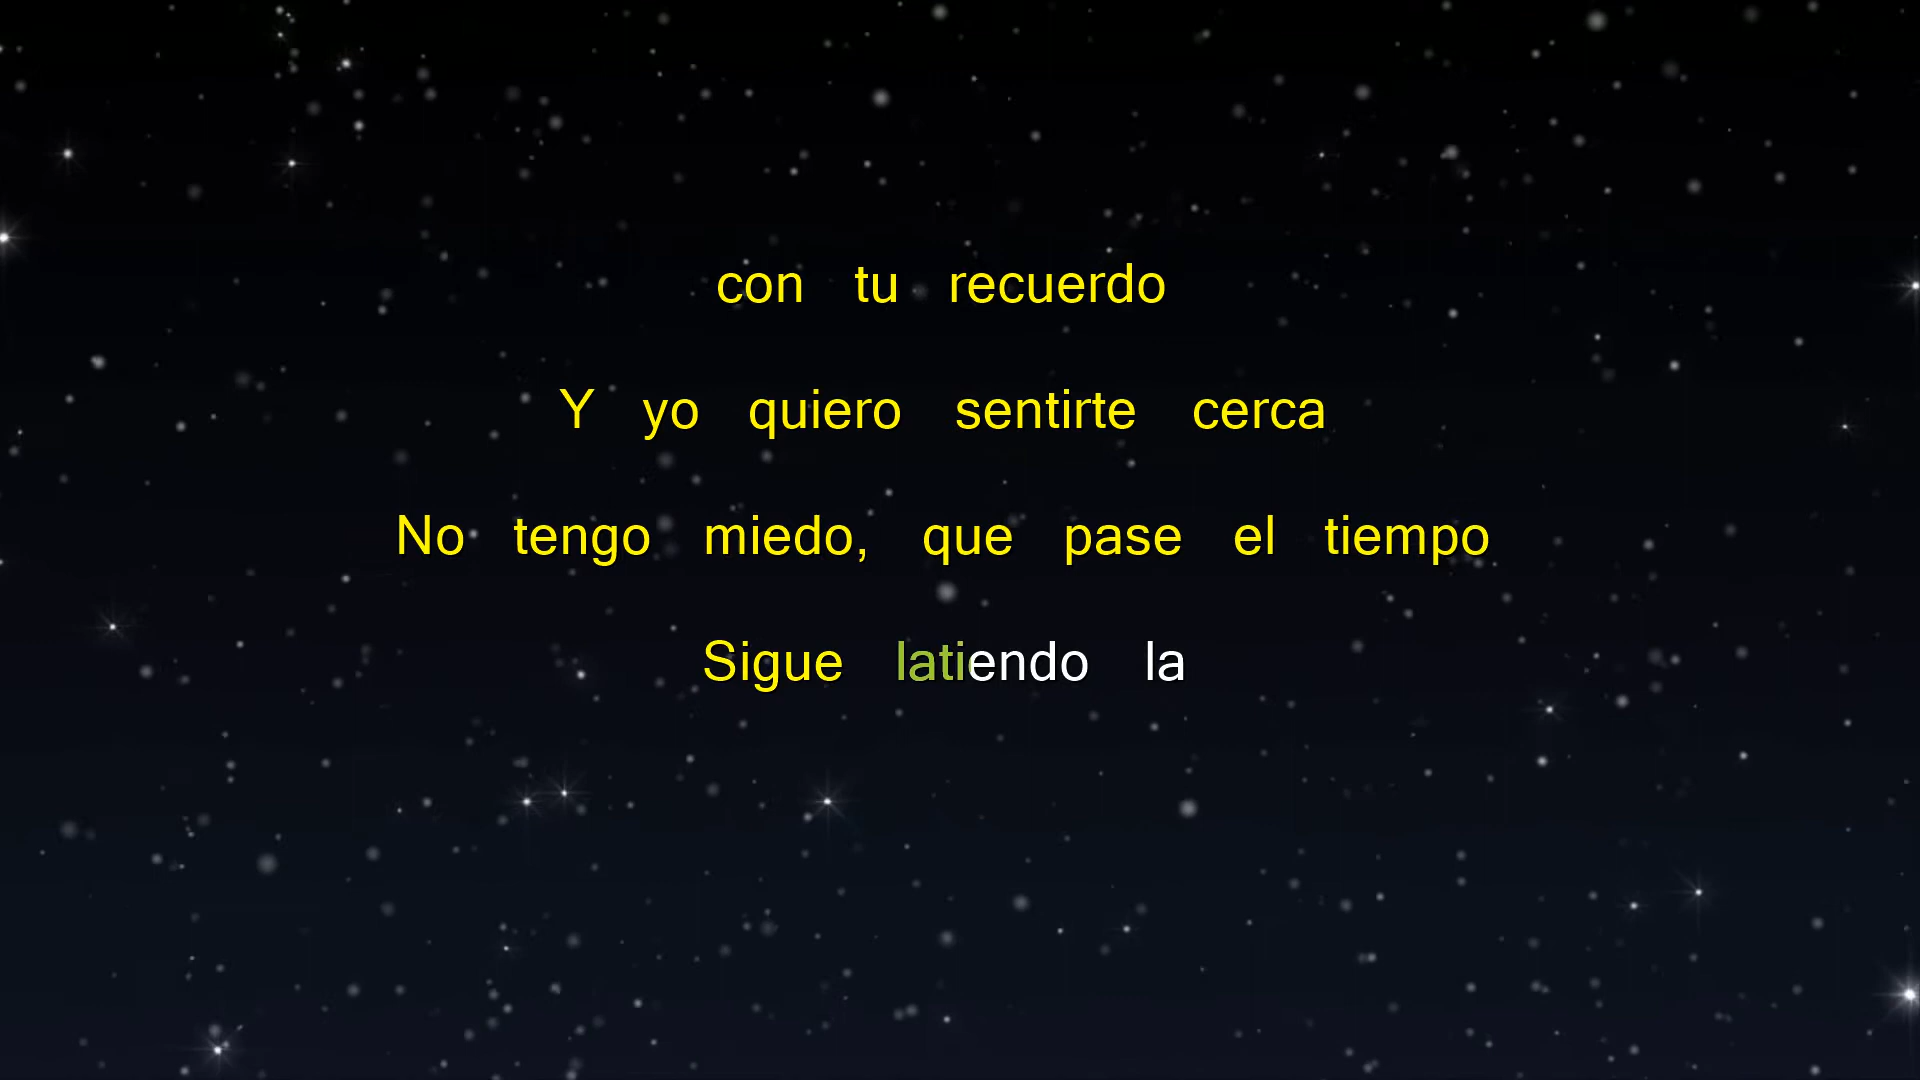 con tu recuerdo
Y yo quiero sentirte cerca
No tengo miedo, que pase el tiempo
Sigue latiendo la